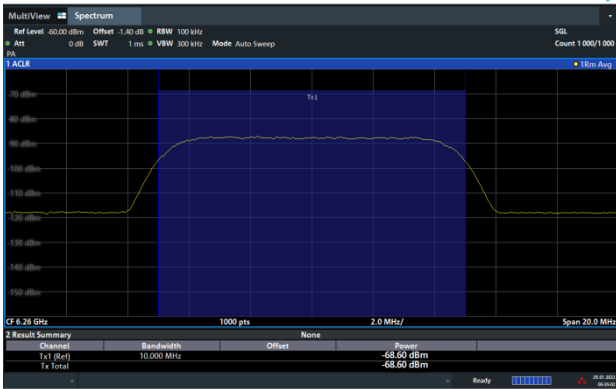 MultiView Spectrum
Ref Level -60.00 dBm Offset -1.40 dB RBW 100 kHz SGL
Att 0 dB SWT 1 ms VBW 300 kHz Mode Auto Sweep Count 1000/1000
PA
1 ACLR 1Rm Avg
-70 dBm
Tx1
-80 dBm
-90 dBm
-100 dBm
-110 dBm
-120 dBm
-130 dBm
-140 dBm
-150 dBm
CF 6.26 GHz 1000 pts 2.0 MHz/ Span 20.0 MHz
2 Result Summary None
Channel Bandwidth Offset Power
Tx1 (Ref) 10.000 MHz -68.60 dBm
Tx Total -68.60 dBm
Ready